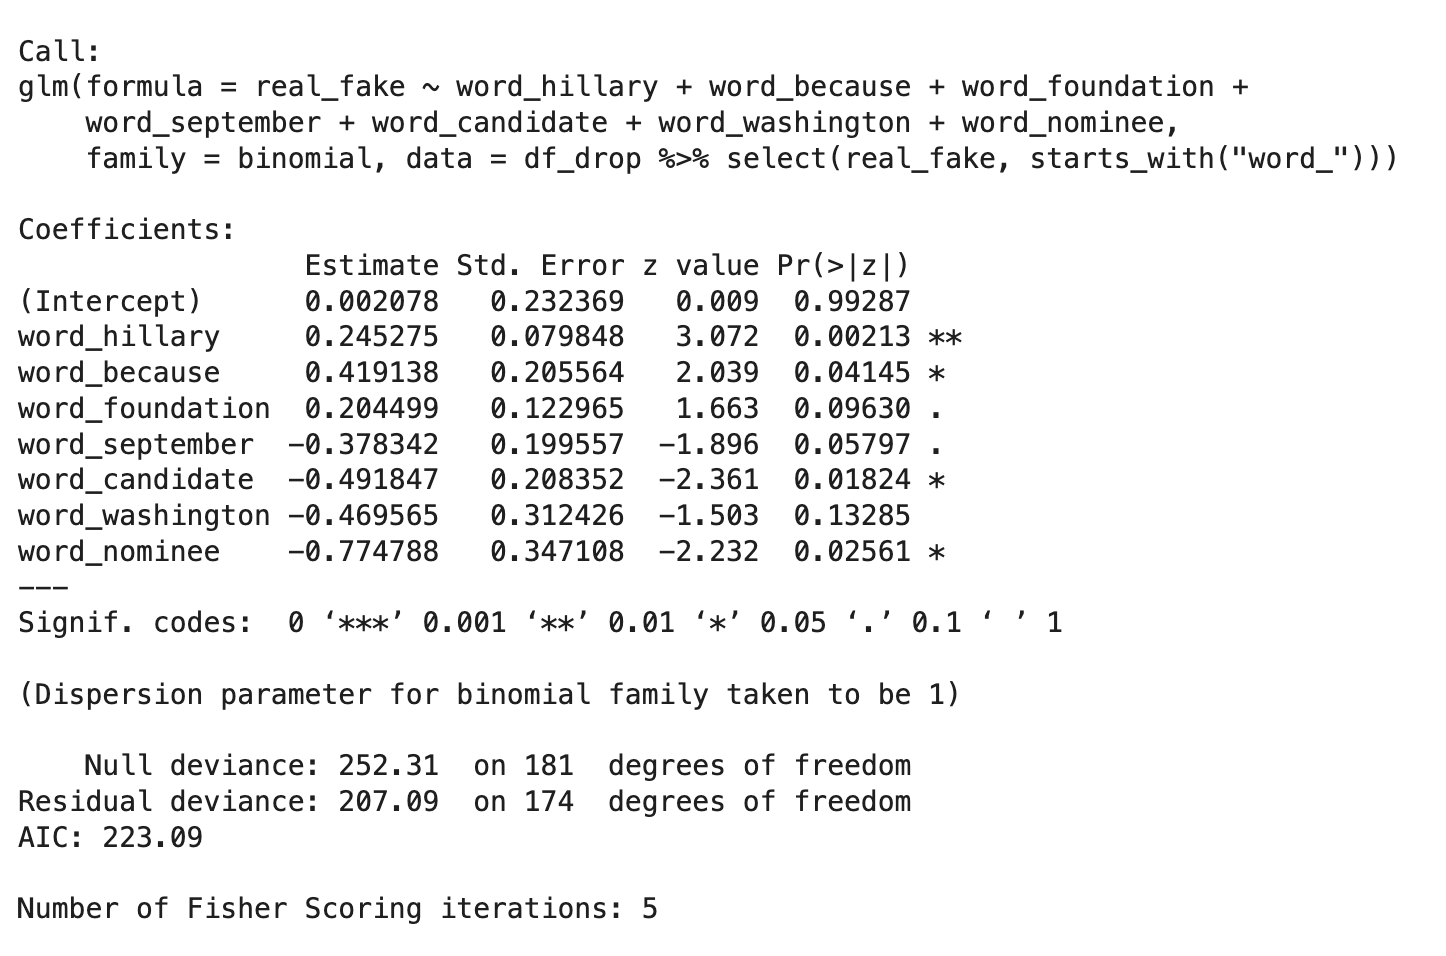 Call:
glm(formula = real_fake ~ word_hillary + word_because + word_foundation +
    word_september + word_candidate + word_washington + word_nominee,
    family = binomial, data = df_drop %>% select(real_fake, starts_with("word_")))
Coefficients:
                 Estimate Std. Error z value Pr(>|z|)
(Intercept)      0.002078   0.232369   0.009  0.99287
word_hillary     0.245275   0.079848   3.072  0.00213 **
word_because     0.419138   0.205564   2.039  0.04145 *
word_foundation  0.204499   0.122965   1.663  0.09630 .
word_september  -0.378342   0.199557  -1.896  0.05797 .
word_candidate  -0.491847   0.208352  -2.361  0.01824 *
word_washington -0.469565   0.312426  -1.503  0.13285
word_nominee    -0.774788   0.347108  -2.232  0.02561 *
---
Signif. codes:  0 ‘***’ 0.001 ‘**’ 0.01 ‘*’ 0.05 ‘.’ 0.1 ‘ ’ 1
(Dispersion parameter for binomial family taken to be 1)
    Null deviance: 252.31  on 181  degrees of freedom
Residual deviance: 207.09  on 174  degrees of freedom
AIC: 223.09
Number of Fisher Scoring iterations: 5